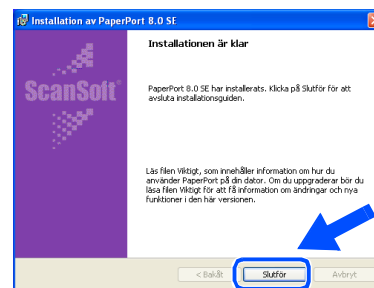 Installation av PaperPort 8.0 SE
Installationen är klar
ScanSoft
PaperPort 8.0 SE har installerats. Klicka på Slutför för att
avsluta installationsguiden.
Läs filen Viktigt, som innehåller information om hur du
använder PaperPort på din dator. Om du uppgraderar bör du
läsa filen Viktigt för att få information om ändringar och nya
funktioner i den här versionen.
< Bakåt Slutför Avbryt